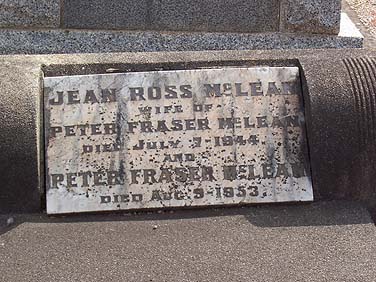 JEAN ROSS McLEAN
WIFE OF
PETER FRASER McLEAN
DIED JULY 7-1944.
AND
PETER FRASER McLEAN
DIED AUG 9-1953.